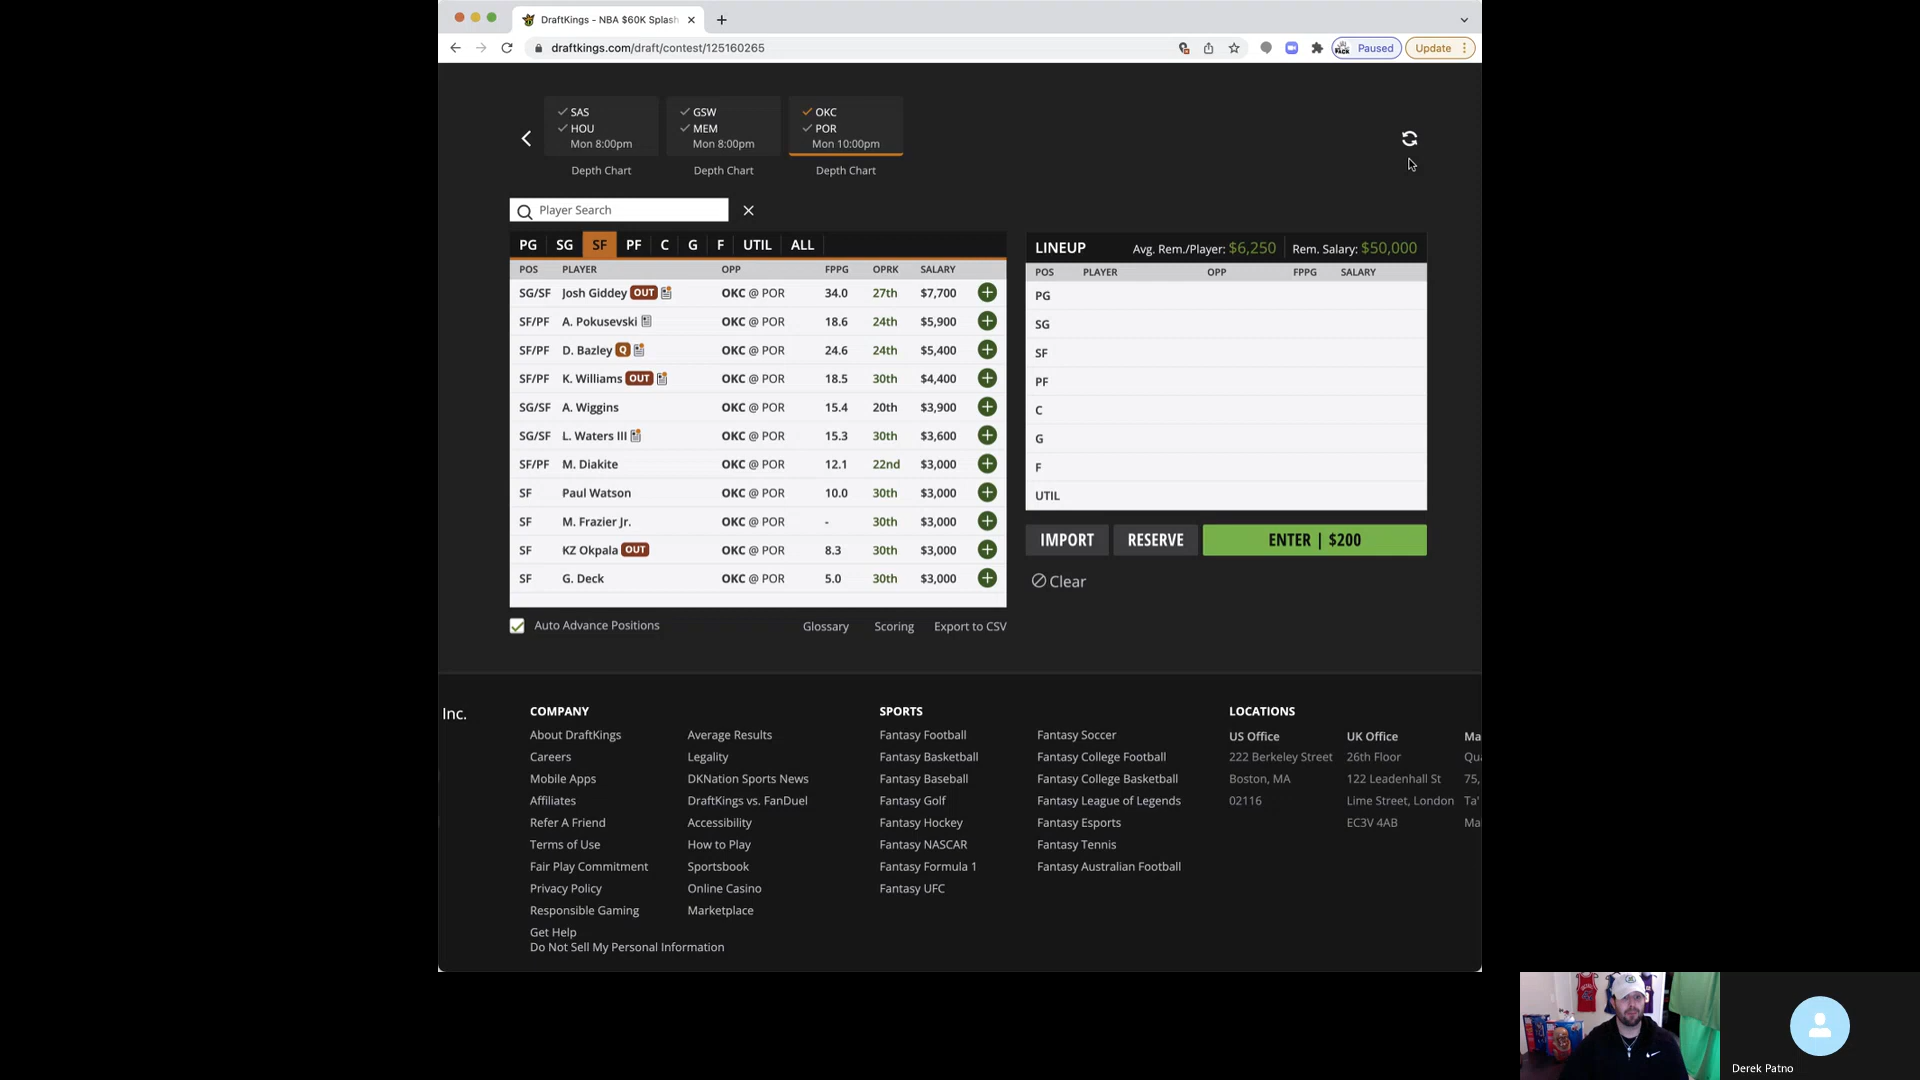 DraftKings - NBA $60K Splash
draftkings.com/draft/contest/125160265
Paused
Update
SAS
HOU
Mon 8:00pm
Depth Chart
GSW
MEM
Mon 8:00pm
Depth Chart
OKC
POR
Mon 10:00pm
Depth Chart
Player Search
PG SG SF PF C G F UTIL ALL
POS PLAYER OPP FPPG OPRK SALARY
SG/SF Josh Giddey OUT OKC @ POR 34.0 27th $7,700
SF/PF A. Pokusevski OKC @ POR 18.6 24th $5,900
SF/PF D. Bazley Q OKC @ POR 24.6 24th $5,400
SF/PF K. Williams OUT OKC @ POR 18.5 30th $4,400
SG/SF A. Wiggins OKC @ POR 15.4 20th $3,900
SG/SF L. Waters III OKC @ POR 15.3 30th $3,600
SF/PF M. Diakite OKC @ POR 12.1 22nd $3,000
SF Paul Watson OKC @ POR 10.0 30th $3,000
SF M. Frazier Jr. OKC @ POR - 30th $3,000
SF KZ Okpala OUT OKC @ POR 8.3 30th $3,000
SF G. Deck OKC @ POR 5.0 30th $3,000
Auto Advance Positions
Glossary Scoring Export to CSV
LINEUP Avg. Rem./Player: $6,250 Rem. Salary: $50,000
POS PLAYER OPP FPPG SALARY
PG
SG
SF
PF
C
G
F
UTIL
IMPORT RESERVE ENTER | $200
Clear
Inc.
COMPANY
About DraftKings
Careers
Mobile Apps
Affiliates
Refer A Friend
Terms of Use
Fair Play Commitment
Privacy Policy
Responsible Gaming
Get Help
Do Not Sell My Personal Information
Average Results
Legality
DKNation Sports News
DraftKings vs. FanDuel
Accessibility
How to Play
Sportsbook
Online Casino
Marketplace
SPORTS
Fantasy Football
Fantasy Basketball
Fantasy Baseball
Fantasy Golf
Fantasy Hockey
Fantasy NASCAR
Fantasy Formula 1
Fantasy UFC
Fantasy Soccer
Fantasy College Football
Fantasy College Basketball
Fantasy League of Legends
Fantasy Esports
Fantasy Tennis
Fantasy Australian Football
LOCATIONS
US Office
222 Berkeley Street
Boston, MA
02116
UK Office
26th Floor
122 Leadenhall St
Lime Street, London
EC3V 4AB
Ma
Qua
75,
Ta'
Ma
Derek Patno